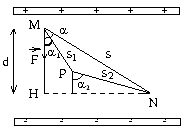 + + + + +
M α
d F α₁ s₁ s
P s₂
α₂
H N
- - - - -